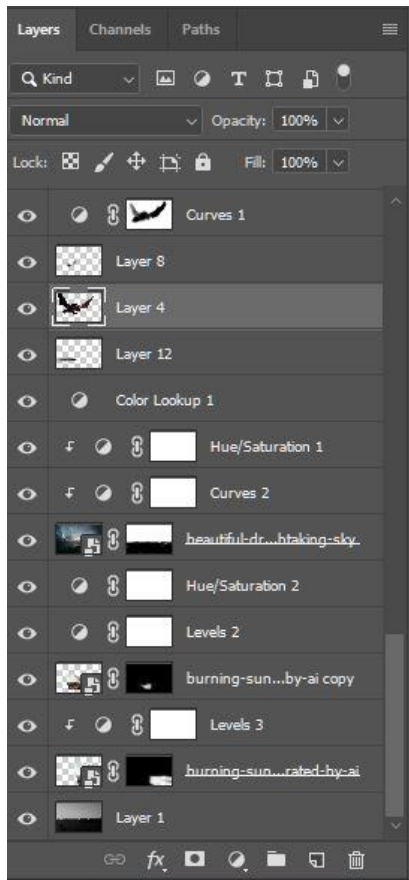 Layers Channels Paths
Kind T
Normal Opacity: 100%
Lock: Fill: 100%
Curves 1
Layer 8
Layer 4
Layer 12
Color Lookup 1
Hue/Saturation 1
Curves 2
beautiful-dr...btaking-sky
Hue/Saturation 2
Levels 2
burning-sun...by-ai copy
Levels 3
burning-sun...rated-by-ai
Layer 1
fx